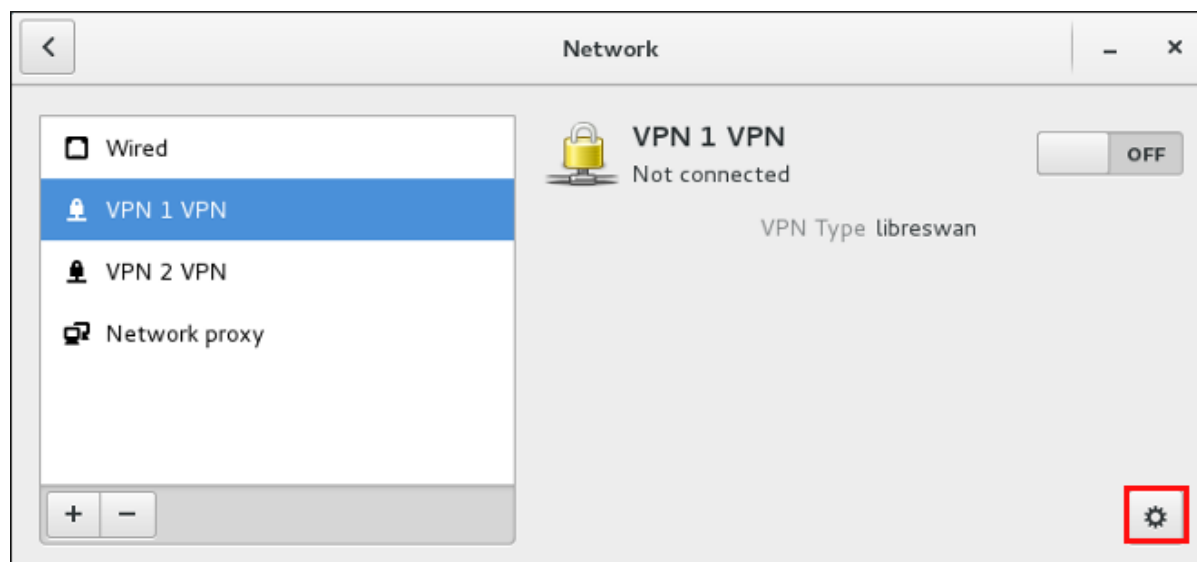 Network
Wired
VPN 1 VPN
VPN 2 VPN
Network proxy
VPN 1 VPN
Not connected
OFF
VPN Type libreswan